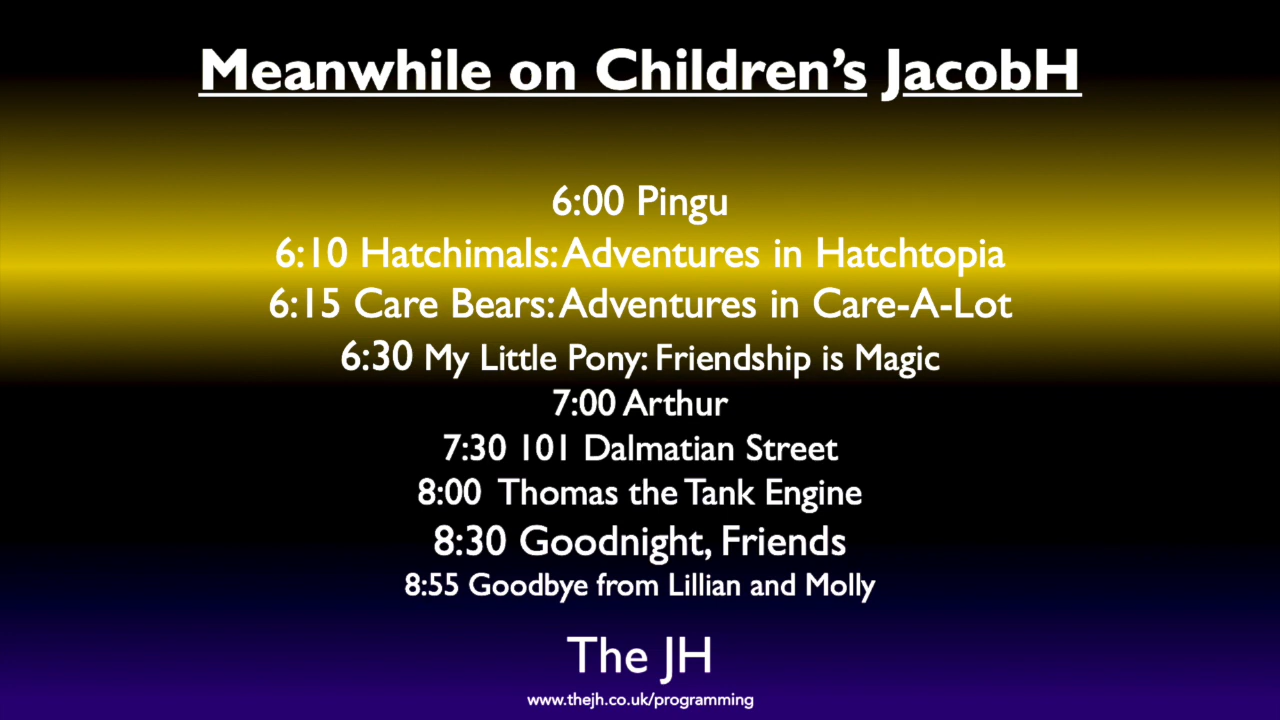 Meanwhile on Children’s JacobH
6:00 Pingu
6:10 Hatchimals: Adventures in Hatchtopia
6:15 Care Bears: Adventures in Care-A-Lot
6:30 My Little Pony: Friendship is Magic
7:00 Arthur
7:30 101 Dalmatian Street
8:00 Thomas the Tank Engine
8:30 Goodnight, Friends
8:55 Goodbye from Lillian and Molly
The JH
www.thejh.co.uk/programming